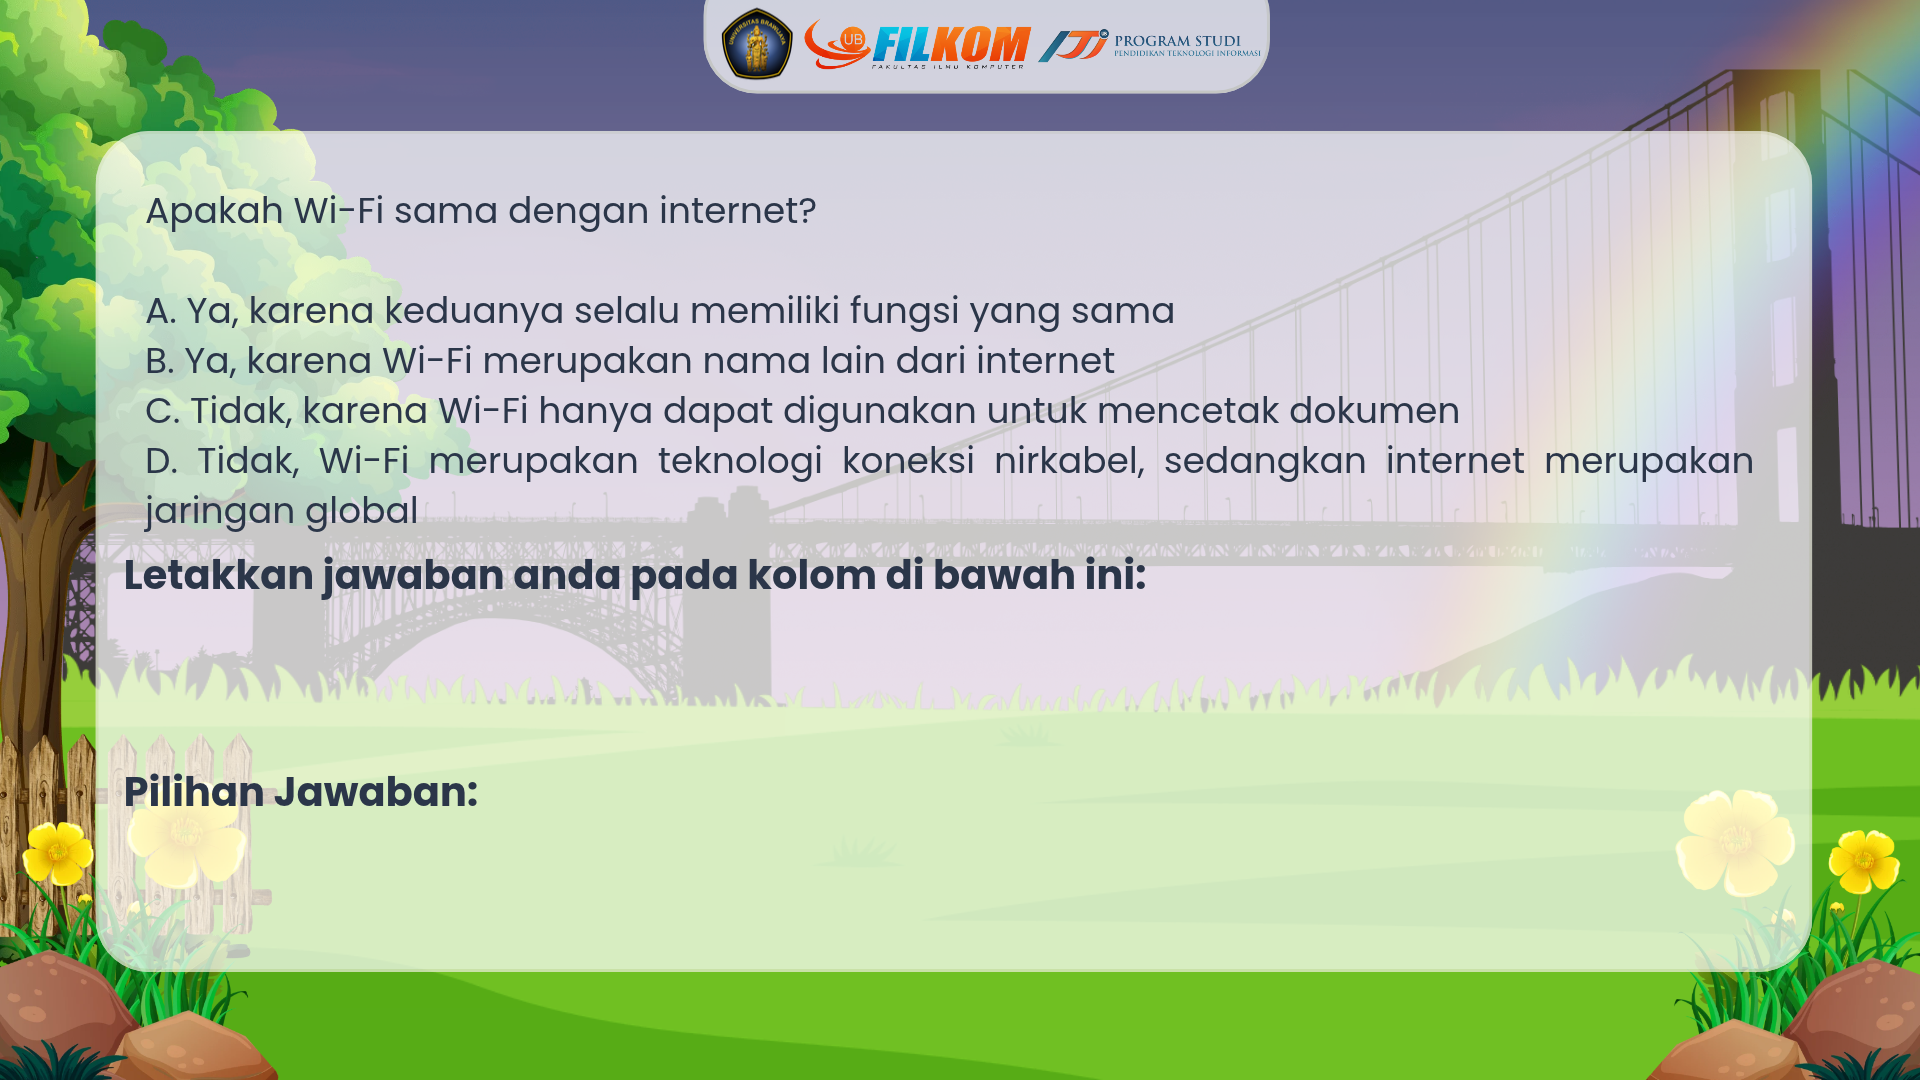 UNIVERSITAS BRAWIJAYA
UB FILKOM
FAKULTAS ILMU KOMPUTER
PROGRAM STUDI
PENDIDIKAN TEKNOLOGI INFORMASI
Apakah Wi-Fi sama dengan internet?
A. Ya, karena keduanya selalu memiliki fungsi yang sama
B. Ya, karena Wi-Fi merupakan nama lain dari internet
C. Tidak, karena Wi-Fi hanya dapat digunakan untuk mencetak dokumen
D. Tidak, Wi-Fi merupakan teknologi koneksi nirkabel, sedangkan internet merupakan
jaringan global
Letakkan jawaban anda pada kolom di bawah ini:
Pilihan Jawaban: